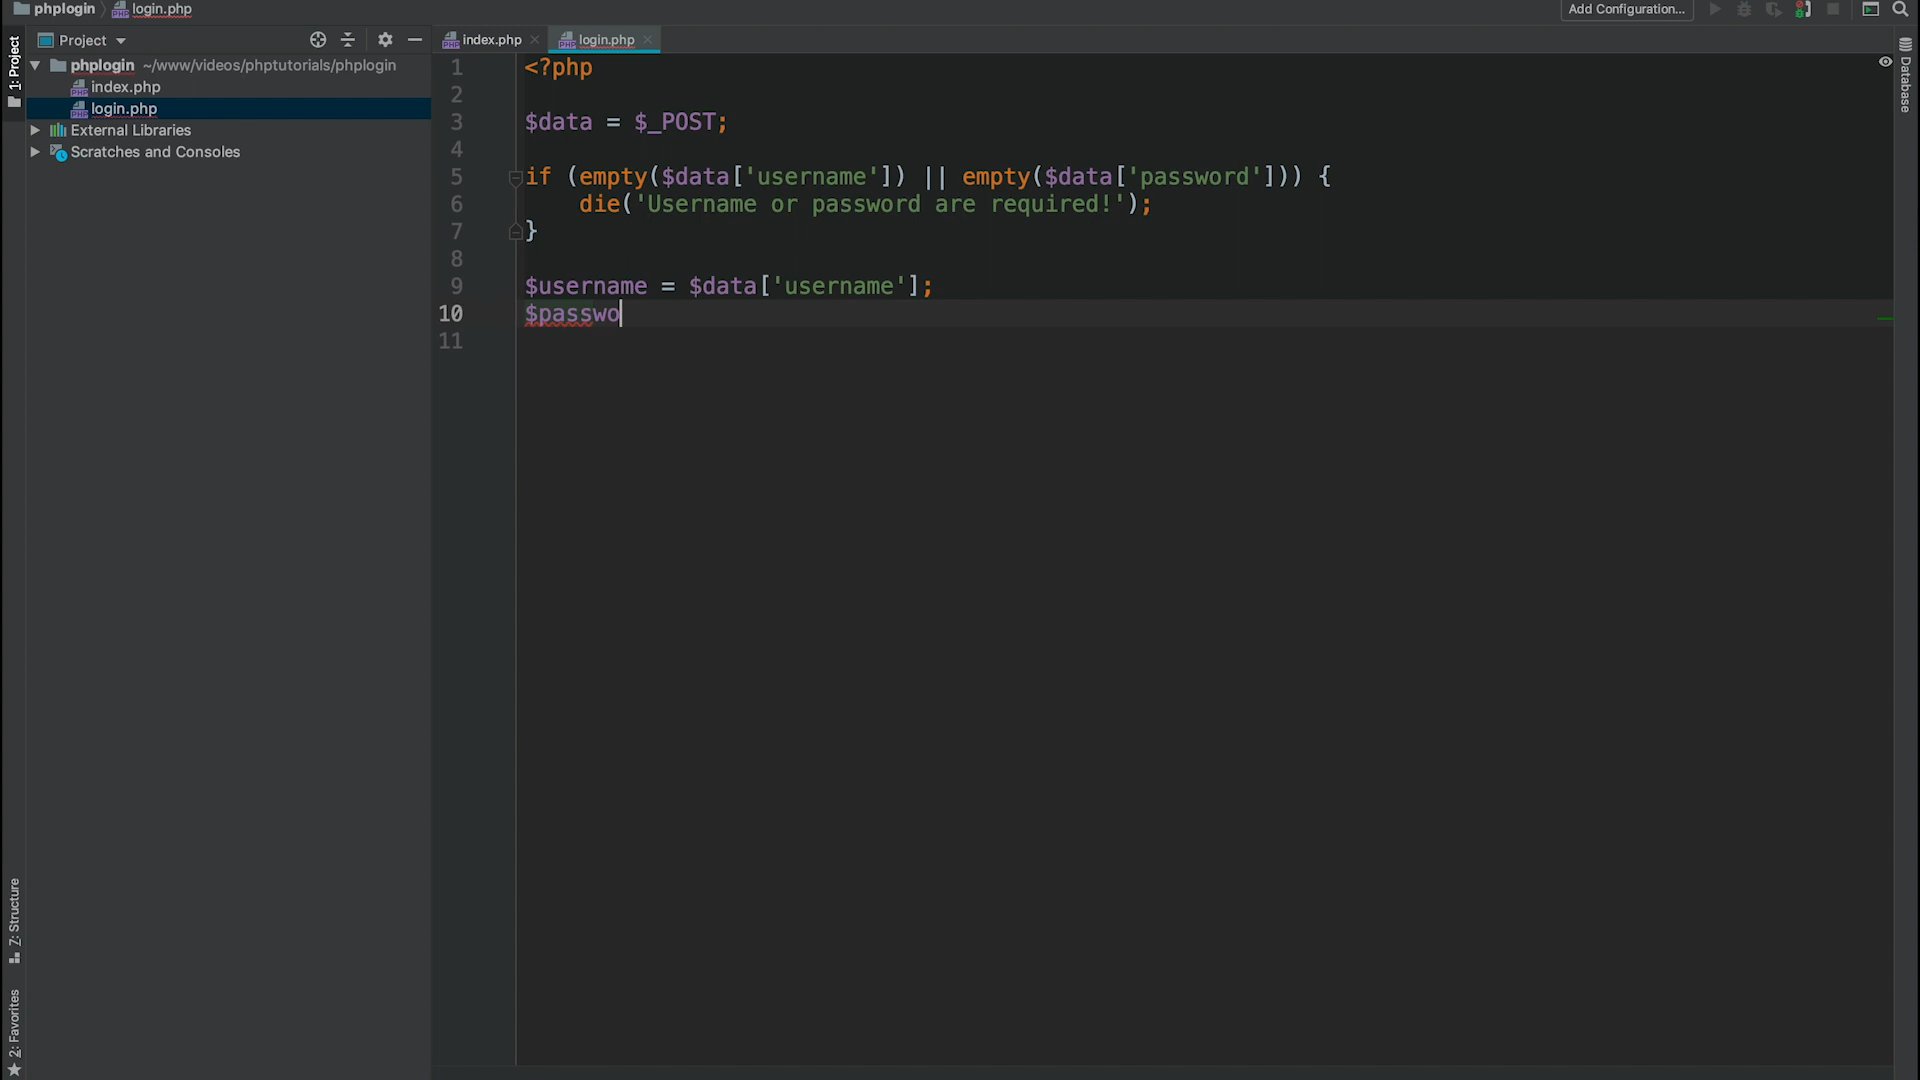 phplogin login.php
Add Configuration...
1: Project
Project
index.php
login.php
Database
phplogin ~/www/videos/phptutorials/phplogin
index.php
login.php
External Libraries
Scratches and Consoles
7: Structure
2: Favorites
1 <?php
2
3 $data = $_POST;
4
5 if (empty($data['username']) || empty($data['password'])) {
6     die('Username or password are required!');
7 }
8
9 $username = $data['username'];
10 $passwo
11